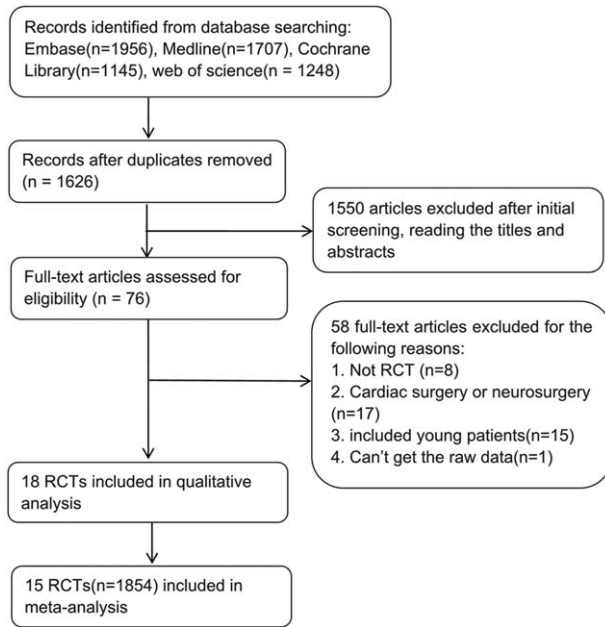 Records identified from database searching:
Embase(n=1956), Medline(n=1707), Cochrane
Library(n=1145), web of science(n = 1248)
Records after duplicates removed
(n = 1626)
1550 articles excluded after initial
screening, reading the titles and
abstracts
Full-text articles assessed for
eligibility (n = 76)
58 full-text articles excluded for the
following reasons:
1. Not RCT (n=8)
2. Cardiac surgery or neurosurgery
(n=17)
3. included young patients(n=15)
4. Can't get the raw data(n=1)
18 RCTs included in qualitative
analysis
15 RCTs(n=1854) included in
meta-analysis